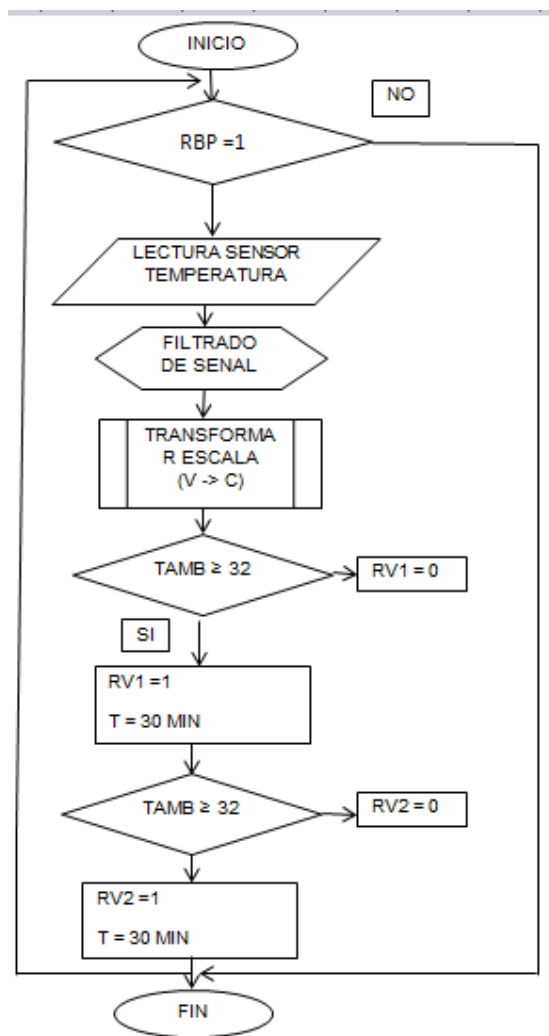 INICIO
NO
RBP =1
LECTURA SENSOR
TEMPERATURA
FILTRADO
DE SENAL
TRANSFORMA
R ESCALA
(V -> C)
TAMB ≥ 32
RV1 = 0
SI
RV1 =1
T = 30 MIN
TAMB ≥ 32
RV2 = 0
RV2 =1
T = 30 MIN
FIN